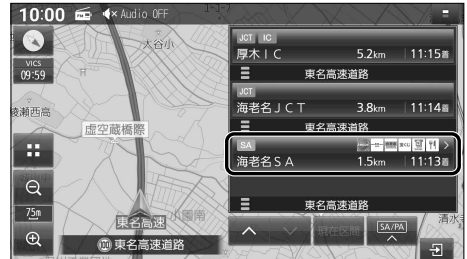 10:00 FM Audio OFF
VICS
09:59
大谷小
綾瀬西高
虚空蔵橋際
75m
東名高速
小園南
東名高速道路
JCT IC
厚木IC 5.2km 11:15着
東名高速道路
JCT
海老名JCT 3.8km 11:14着
東名高速道路
SA
海老名SA 1.5km 11:13着
東名高速道路
現在区間
SA/PA
清水